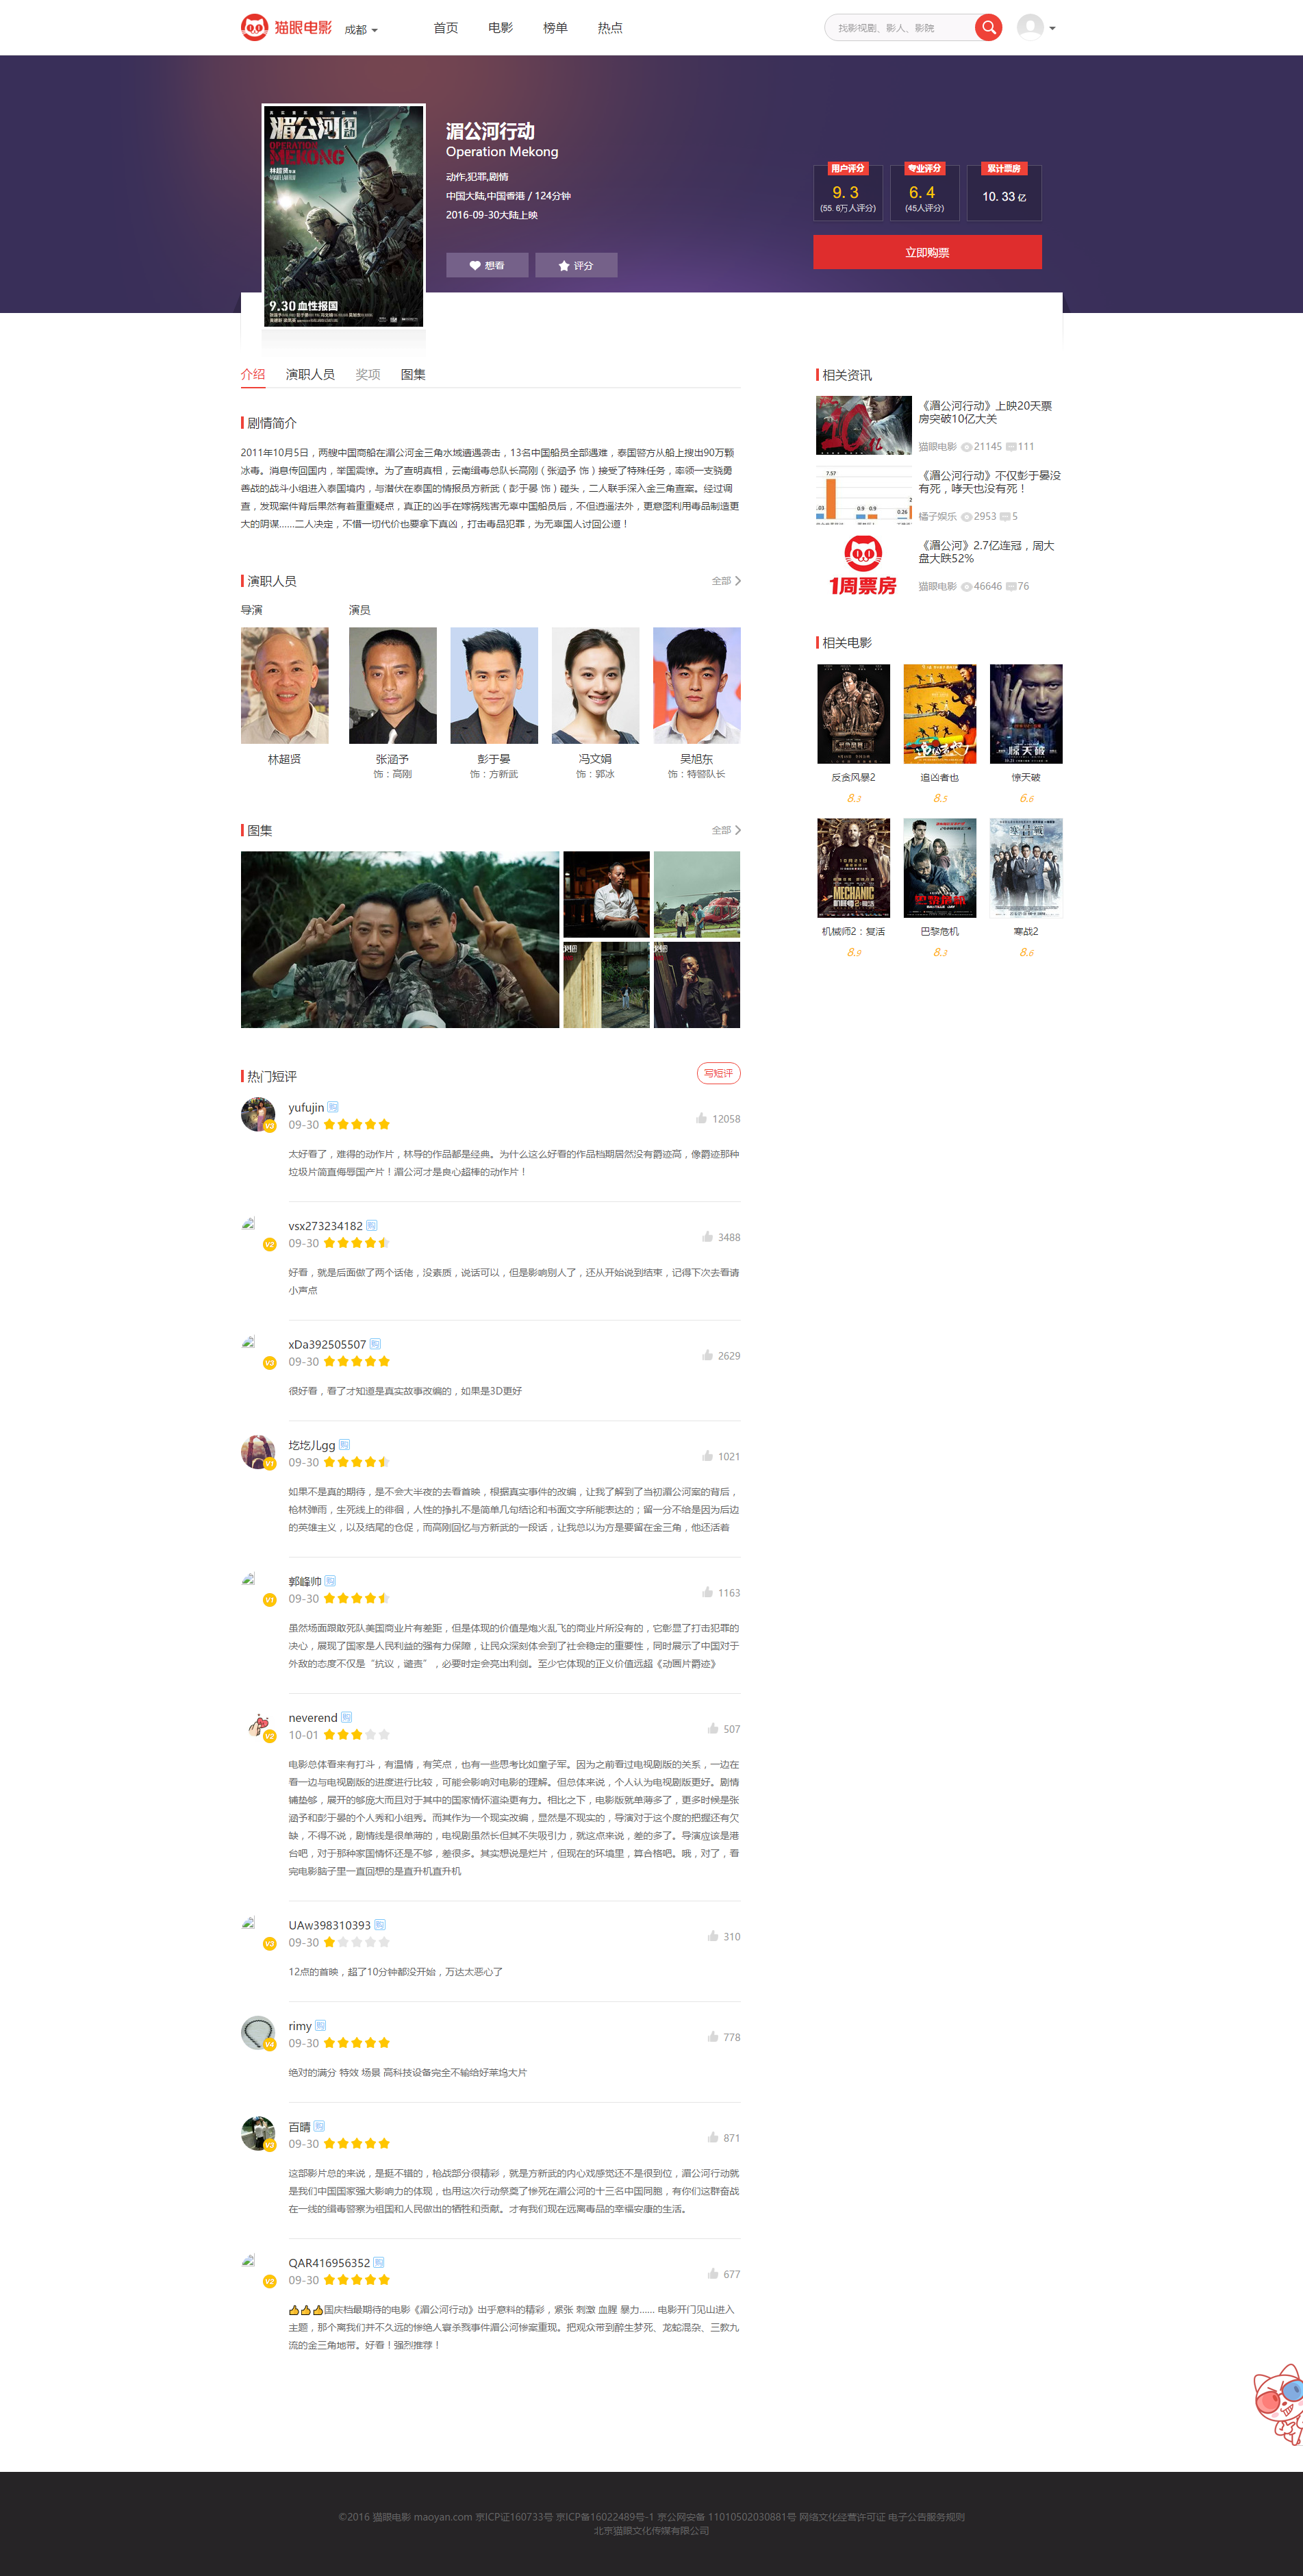 猫眼电影
成都
首页 电影 榜单 热点
找影视剧、影人、影院
湄公河行动
OPERATION MEKONG
林超贤
9.30 血性报国
湄公河行动
Operation Mekong
动作,犯罪,剧情
中国大陆,中国香港 / 124分钟
2016-09-30大陆上映
想看 评分
用户评分 专业评分 累计票房
9.3 6.4 10.33亿
(55.6万人评分) (45人评分)
立即购票
介绍 演职人员 奖项 图集
剧情简介
2011年10月5日，两艘中国商船在湄公河金三角水域遭遇袭击，13名中国船员全部遇难，泰国警方从船上搜出90万颗
冰毒。消息传回国内，举国震惊。为了查明真相，云南缉毒总队长高刚（张涵予 饰）接受了特殊任务，率领一支骁勇
善战的战斗小组进入泰国境内，与潜伏在泰国的情报员方新武（彭于晏 饰）碰头，二人联手深入金三角查案。经过调
查，发现案件背后果然有着重重疑点，真正的凶手在嫁祸残害无辜中国船员后，不但逍遥法外，更意图利用毒品制造更
大的阴谋……二人决定，不惜一切代价也要拿下真凶，打击毒品犯罪，为无辜国人讨回公道！
演职人员
全部
导演 演员
林超贤 张涵予 彭于晏 冯文娟 吴旭东
饰：高刚 饰：方新武 饰：郭冰 饰：特警队长
图集
全部
热门短评
写短评
yufujin 购
V3
09-30
12058
太好看了，难得的动作片，林导的作品都是经典。为什么这么好看的作品档期居然没有爵迹高，像爵迹那种
垃圾片简直侮辱国产片！湄公河才是良心超棒的动作片！
vsx273234182 购
V2
09-30
3488
好看，就是后面做了两个话佬，没素质，说话可以，但是影响别人了，还从开始说到结束，记得下次去看请
小声点
xDa392505507 购
V3
09-30
2629
很好看，看了才知道是真实故事改编的，如果是3D更好
圪圪儿gg 购
V1
09-30
1021
如果不是真的期待，是不会大半夜的去看首映，根据真实事件的改编，让我了解到了当初湄公河案的背后，
枪林弹雨，生死线上的徘徊，人性的挣扎不是简单几句结论和书面文字所能表达的；留一分不给是因为后边
的英雄主义，以及结尾的仓促，而高刚回忆与方新武的一段话，让我总以为方是要留在金三角，他还活着
郭峰帅 购
V1
09-30
1163
虽然场面跟敢死队美国商业片有差距，但是体现的价值是炮火乱飞的商业片所没有的，它彰显了打击犯罪的
决心，展现了国家是人民利益的强有力保障，让民众深刻体会到了社会稳定的重要性，同时展示了中国对于
外敌的态度不仅是“抗议，谴责”，必要时定会亮出利剑。至少它体现的正义价值远超《动画片爵迹》
neverend 购
V2
10-01
507
电影总体看来有打斗，有温情，有笑点，也有一些思考比如童子军。因为之前看过电视剧版的关系，一边在
看一边与电视剧版的进度进行比较，可能会影响对电影的理解。但总体来说，个人认为电视剧版更好。剧情
铺垫够，展开的够庞大而且对于其中的国家情怀渲染更有力。相比之下，电影版就单薄多了，更多时候是张
涵予和彭于晏的个人秀和小组秀。而其作为一个现实改编，显然是不现实的，导演对于这个度的把握还有欠
缺，不得不说，剧情线是很单薄的，电视剧虽然长但其不失吸引力，就这点来说，差的多了。导演应该是港
台吧，对于那种家国情怀还是不够，差很多。其实想说是烂片，但现在的环境里，算合格吧。哦，对了，看
完电影脑子里一直回想的是直升机直升机
UAw398310393 购
V3
09-30
310
12点的首映，超了10分钟都没开始，万达太恶心了
rimy 购
V4
09-30
778
绝对的满分 特效 场景 高科技设备完全不输给好莱坞大片
百晴 购
V3
09-30
871
这部影片总的来说，是挺不错的，枪战部分很精彩，就是方新武的内心戏感觉还不是很到位，湄公河行动就
是我们中国国家强大影响力的体现，也用这次行动祭奠了惨死在湄公河的十三名中国同胞，有你们这群奋战
在一线的缉毒警察为祖国和人民做出的牺牲和贡献。才有我们现在远离毒品的幸福安康的生活。
QAR416956352 购
V2
09-30
677
👍👍👍国庆档最期待的电影《湄公河行动》出乎意料的精彩，紧张 刺激 血腥 暴力…… 电影开门见山进入
主题，那个离我们并不久远的惨绝人寰杀戮事件湄公河惨案重现。把观众带到醉生梦死、龙蛇混杂、三教九
流的金三角地带。好看！强烈推荐！
相关资讯
《湄公河行动》上映20天票
房突破10亿大关
猫眼电影 21145 111
7.57
0.9 0.9
0.26
《湄公河行动》不仅彭于晏没
有死，哮天也没有死！
橘子娱乐 2953 5
1周票房
《湄公河》2.7亿连冠，周大
盘大跌52%
猫眼电影 46646 76
相关电影
反贪风暴2 追凶者也 惊天破
8.3 8.5 6.6
MECHANIC
机械师2：复活 巴黎危机 寒战2
8.9 8.3 8.6
©2016 猫眼电影 maoyan.com 京ICP证160733号 京ICP备16022489号-1 京公网安备 11010502030881号 网络文化经营许可证 电子公告服务规则
北京猫眼文化传媒有限公司